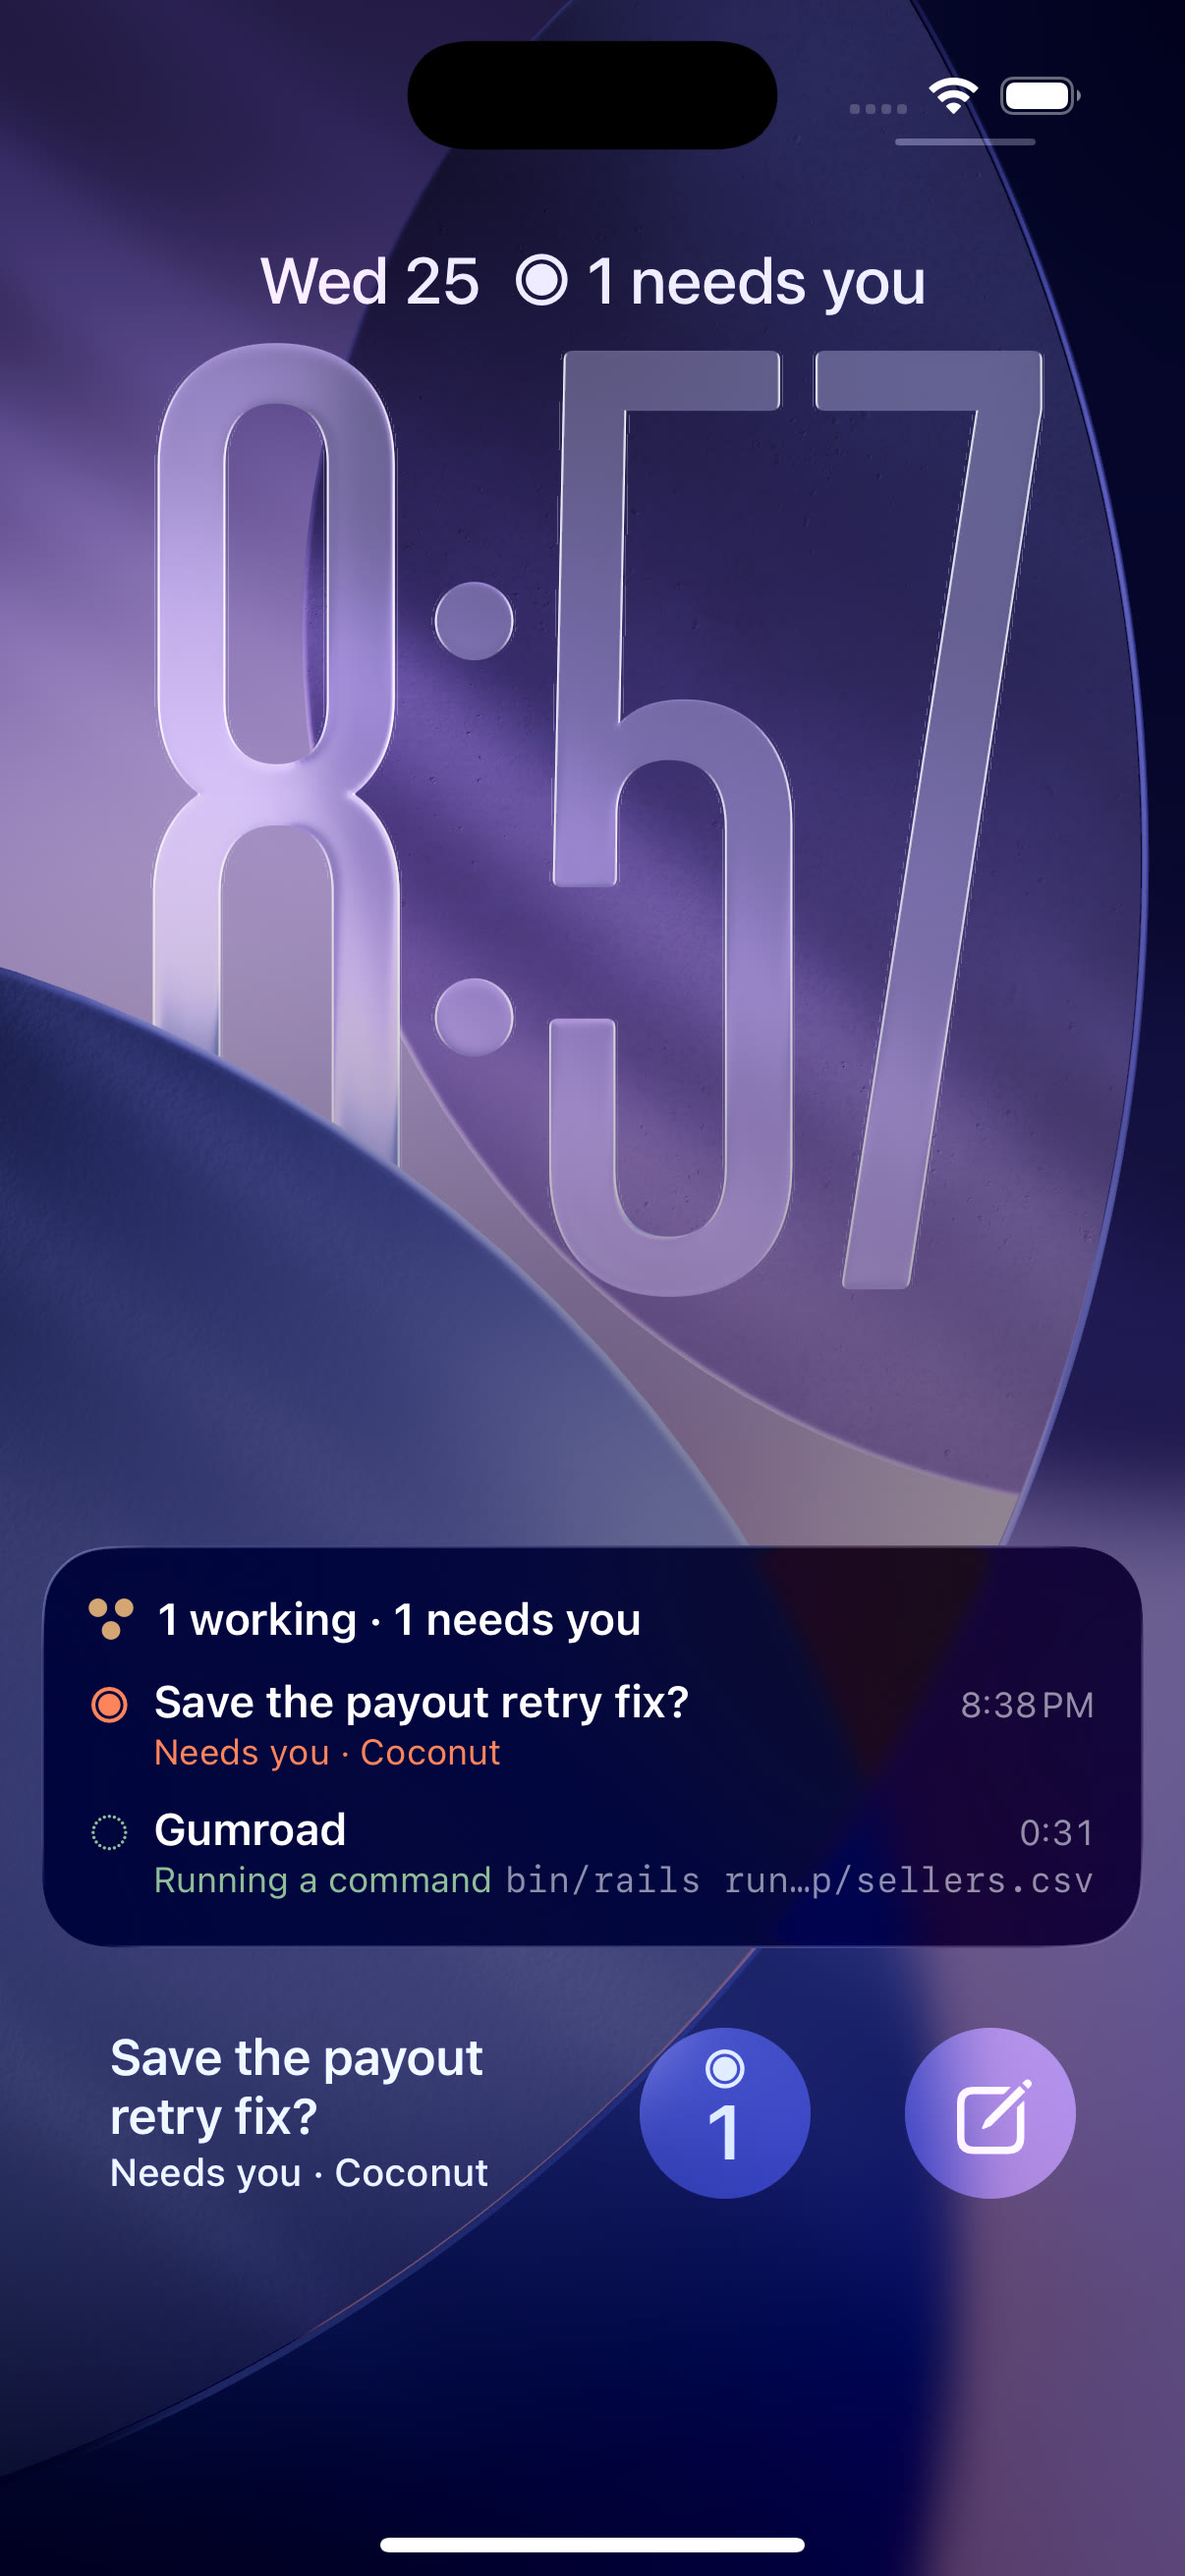 Wed 25 1 needs you
8:57
1 working · 1 needs you
Save the payout retry fix? 8:38 PM
Needs you · Coconut
Gumroad 0:31
Running a command bin/rails run…p/sellers.csv
Save the payout
retry fix?
Needs you · Coconut
1